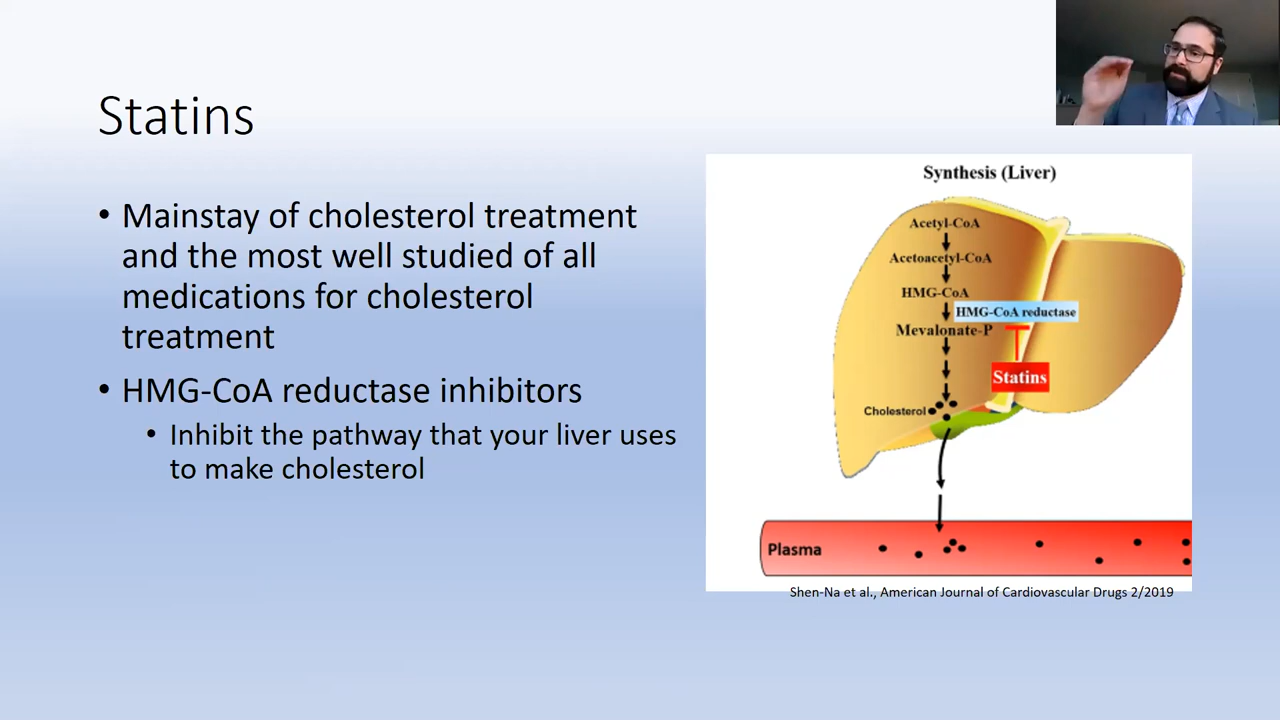 Statins
• Mainstay of cholesterol treatment
and the most well studied of all
medications for cholesterol
treatment
• HMG-CoA reductase inhibitors
• Inhibit the pathway that your liver uses
to make cholesterol
Synthesis (Liver)
Acetyl-CoA
Acetoacetyl-CoA
HMG-CoA
HMG-CoA reductase
Mevalonate-P
Statins
Cholesterol
Plasma
Shen-Na et al., American Journal of Cardiovascular Drugs 2/2019